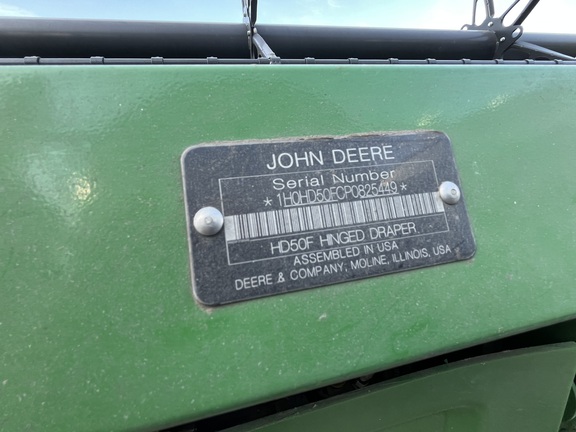 JOHN DEERE
Serial Number
*1H0HD50FCP0825449*
HD50F HINGED DRAPER
ASSEMBLED IN USA
DEERE & COMPANY, MOLINE, ILLINOIS, USA